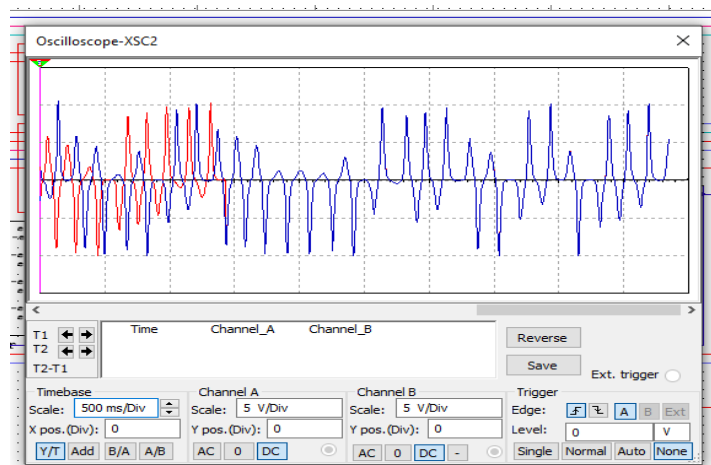 Oscilloscope-XSC2
Time Channel_A Channel_B
T1
T2
T2-T1
Reverse
Save
Ext. trigger
Timebase
Scale: 500 ms/Div
X pos.(Div): 0
Y/T Add B/A A/B
Channel A
Scale: 5 V/Div
Y pos.(Div): 0
AC 0 DC
Channel B
Scale: 5 V/Div
Y pos.(Div): 0
AC 0 DC -
Trigger
Edge: A B Ext
Level: 0 V
Single Normal Auto None